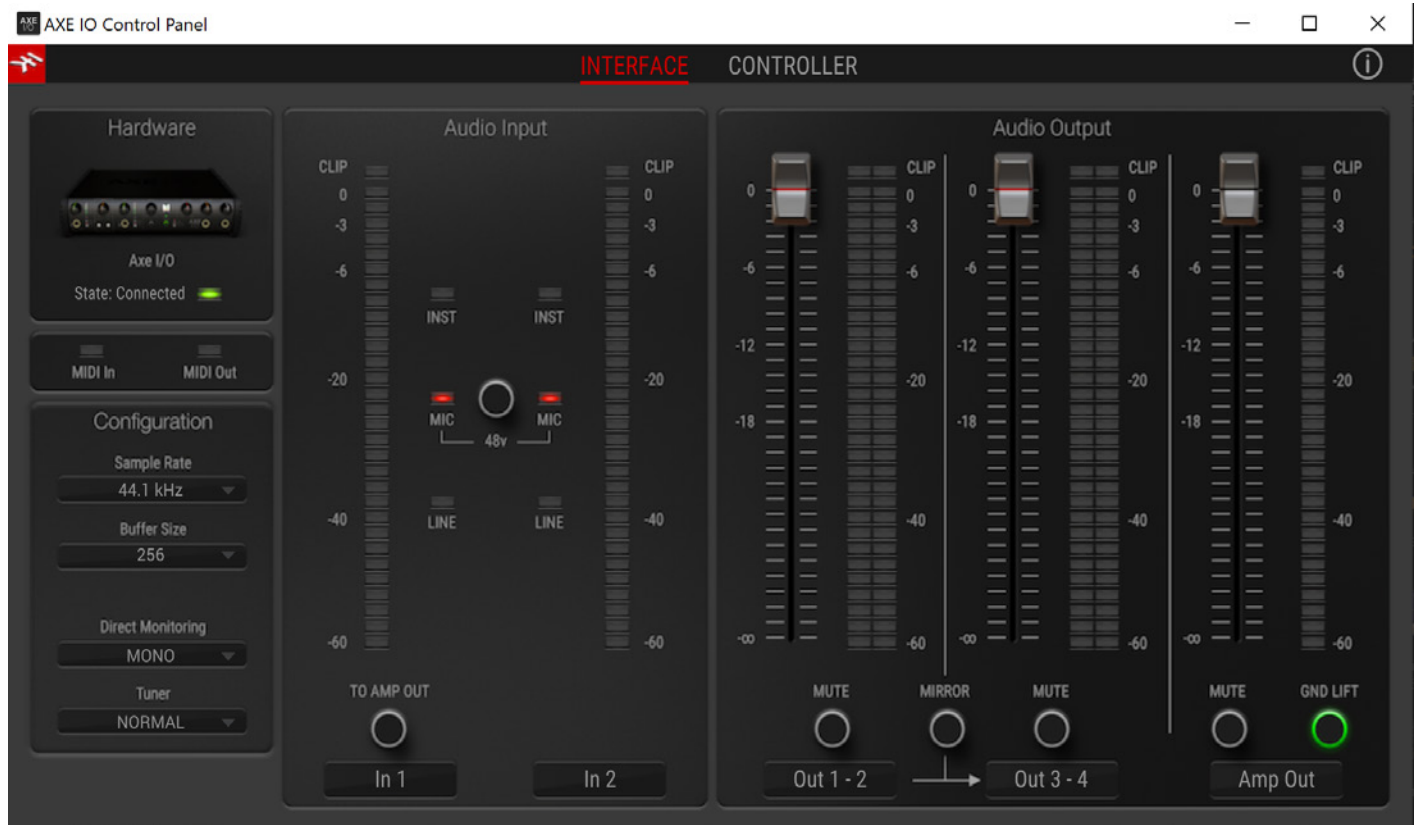 AXE IO Control Panel
INTERFACE CONTROLLER
Hardware
Axe I/O
State: Connected
MIDI In MIDI Out
Configuration
Sample Rate
44.1 kHz
Buffer Size
256
Direct Monitoring
MONO
Tuner
NORMAL
Audio Input
CLIP CLIP
0 0
-3 -3
-6 -6
INST INST
-20 -20
MIC MIC
48v
-40 LINE LINE -40
-60 -60
TO AMP OUT
In 1 In 2
Audio Output
CLIP CLIP CLIP
0 0 0 0 0 0
-3 -3 -3
-6 -6 -6 -6 -6 -6
-12 -12 -12
-20 -20 -20
-18 -18 -18
-40 -40 -40
-∞ -60 -∞ -60 -∞ -60
MUTE MIRROR MUTE MUTE GND LIFT
Out 1 - 2 Out 3 - 4 Amp Out